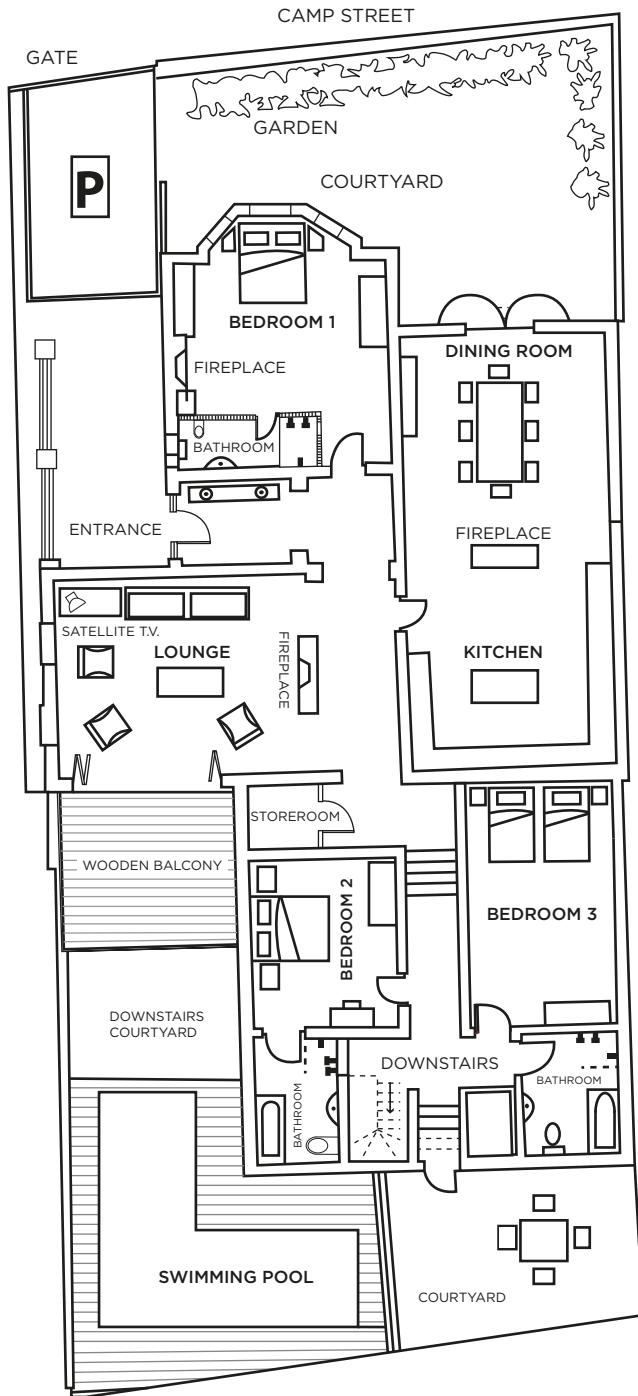 CAMP STREET
GATE
GARDEN
P
COURTYARD
BEDROOM 1
DINING ROOM
FIREPLACE
BATHROOM
ENTRANCE
FIREPLACE
SATELLITE T.V.
LOUNGE
FIREPLACE
KITCHEN
STOREROOM
WOODEN BALCONY
BEDROOM 2
BEDROOM 3
DOWNSTAIRS
COURTYARD
DOWNSTAIRS
BATHROOM
BATHROOM
SWIMMING POOL
COURTYARD